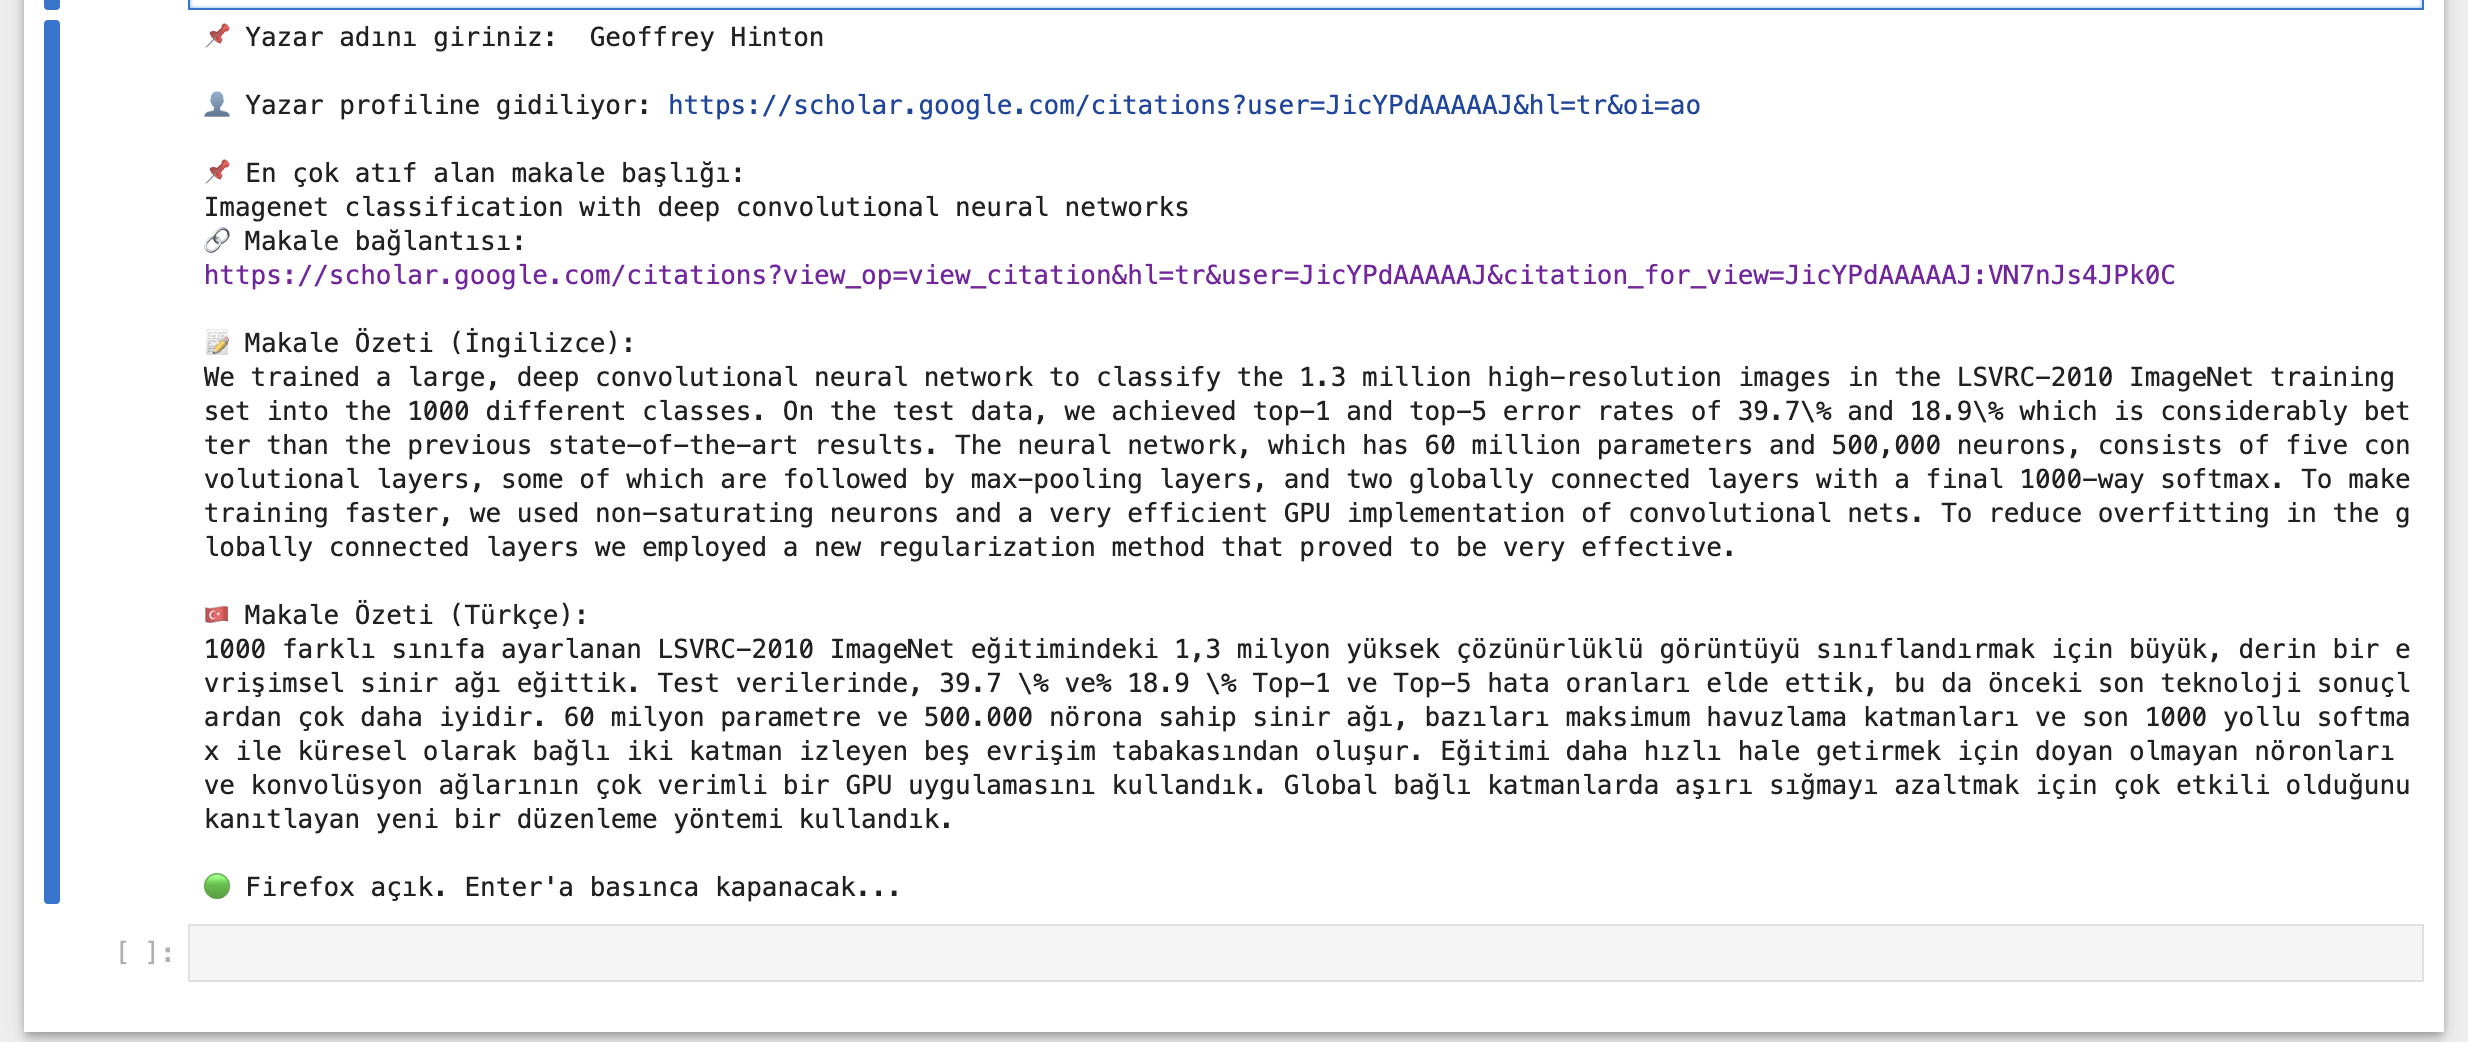 📌 Yazar adını giriniz:  Geoffrey Hinton
👤 Yazar profiline gidiliyor: https://scholar.google.com/citations?user=JicYPdAAAAAJ&hl=tr&oi=ao
📌 En çok atıf alan makale başlığı:
Imagenet classification with deep convolutional neural networks
🔗 Makale bağlantısı:
https://scholar.google.com/citations?view_op=view_citation&hl=tr&user=JicYPdAAAAAJ&citation_for_view=JicYPdAAAAAJ:VN7nJs4JPk0C
📝 Makale Özeti (İngilizce):
We trained a large, deep convolutional neural network to classify the 1.3 million high-resolution images in the LSVRC-2010 ImageNet training
set into the 1000 different classes. On the test data, we achieved top-1 and top-5 error rates of 39.7\% and 18.9\% which is considerably bet
ter than the previous state-of-the-art results. The neural network, which has 60 million parameters and 500,000 neurons, consists of five con
volutional layers, some of which are followed by max-pooling layers, and two globally connected layers with a final 1000-way softmax. To make
training faster, we used non-saturating neurons and a very efficient GPU implementation of convolutional nets. To reduce overfitting in the g
lobally connected layers we employed a new regularization method that proved to be very effective.
🇹🇷 Makale Özeti (Türkçe):
1000 farklı sınıfa ayarlanan LSVRC-2010 ImageNet eğitimindeki 1,3 milyon yüksek çözünürlüklü görüntüyü sınıflandırmak için büyük, derin bir e
vrişimsel sinir ağı eğittik. Test verilerinde, 39.7 \% ve% 18.9 \% Top-1 ve Top-5 hata oranları elde ettik, bu da önceki son teknoloji sonuçl
ardan çok daha iyidir. 60 milyon parametre ve 500.000 nörona sahip sinir ağı, bazıları maksimum havuzlama katmanları ve son 1000 yollu softma
x ile küresel olarak bağlı iki katman izleyen beş evrişim tabakasından oluşur. Eğitimi daha hızlı hale getirmek için doyan olmayan nöronları
ve konvolüsyon ağlarının çok verimli bir GPU uygulamasını kullandık. Global bağlı katmanlarda aşırı sığmayı azaltmak için çok etkili olduğunu
kanıtlayan yeni bir düzenleme yöntemi kullandık.
🟢 Firefox açık. Enter'a basınca kapanacak...
[ ]: